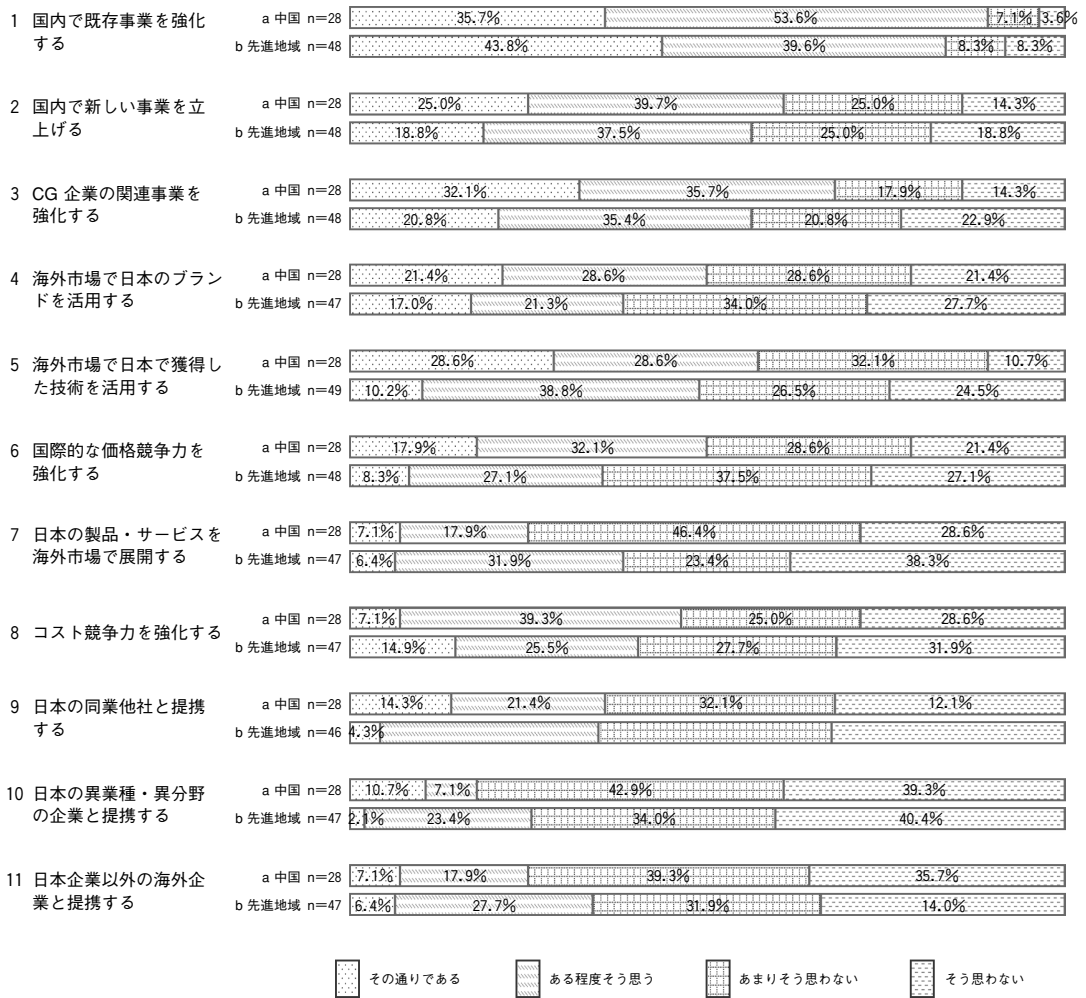 1 国内で既存事業を強化
する
a 中国 n=28 35.7% 53.6% 7.1% 3.6%
b 先進地域 n=48 43.8% 39.6% 8.3% 8.3%
2 国内で新しい事業を立
上げる
a 中国 n=28 25.0% 39.7% 25.0% 14.3%
b 先進地域 n=48 18.8% 37.5% 25.0% 18.8%
3 CG 企業の関連事業を
強化する
a 中国 n=28 32.1% 35.7% 17.9% 14.3%
b 先進地域 n=48 20.8% 35.4% 20.8% 22.9%
4 海外市場で日本のブラン
ドを活用する
a 中国 n=28 21.4% 28.6% 28.6% 21.4%
b 先進地域 n=47 17.0% 21.3% 34.0% 27.7%
5 海外市場で日本で獲得し
た技術を活用する
a 中国 n=28 28.6% 28.6% 32.1% 10.7%
b 先進地域 n=49 10.2% 38.8% 26.5% 24.5%
6 国際的な価格競争力を
強化する
a 中国 n=28 17.9% 32.1% 28.6% 21.4%
b 先進地域 n=48 8.3% 27.1% 37.5% 27.1%
7 日本の製品・サービスを
海外市場で展開する
a 中国 n=28 7.1% 17.9% 46.4% 28.6%
b 先進地域 n=47 6.4% 31.9% 23.4% 38.3%
8 コスト競争力を強化する
a 中国 n=28 7.1% 39.3% 25.0% 28.6%
b 先進地域 n=47 14.9% 25.5% 27.7% 31.9%
9 日本の同業他社と提携
する
a 中国 n=28 14.3% 21.4% 32.1% 12.1%
b 先進地域 n=46 4.3%
10 日本の異業種・異分野
の企業と提携する
a 中国 n=28 10.7% 7.1% 42.9% 39.3%
b 先進地域 n=47 2.1% 23.4% 34.0% 40.4%
11 日本企業以外の海外企
業と提携する
a 中国 n=28 7.1% 17.9% 39.3% 35.7%
b 先進地域 n=47 6.4% 27.7% 31.9% 14.0%
その通りである ある程度そう思う あまりそう思わない そう思わない